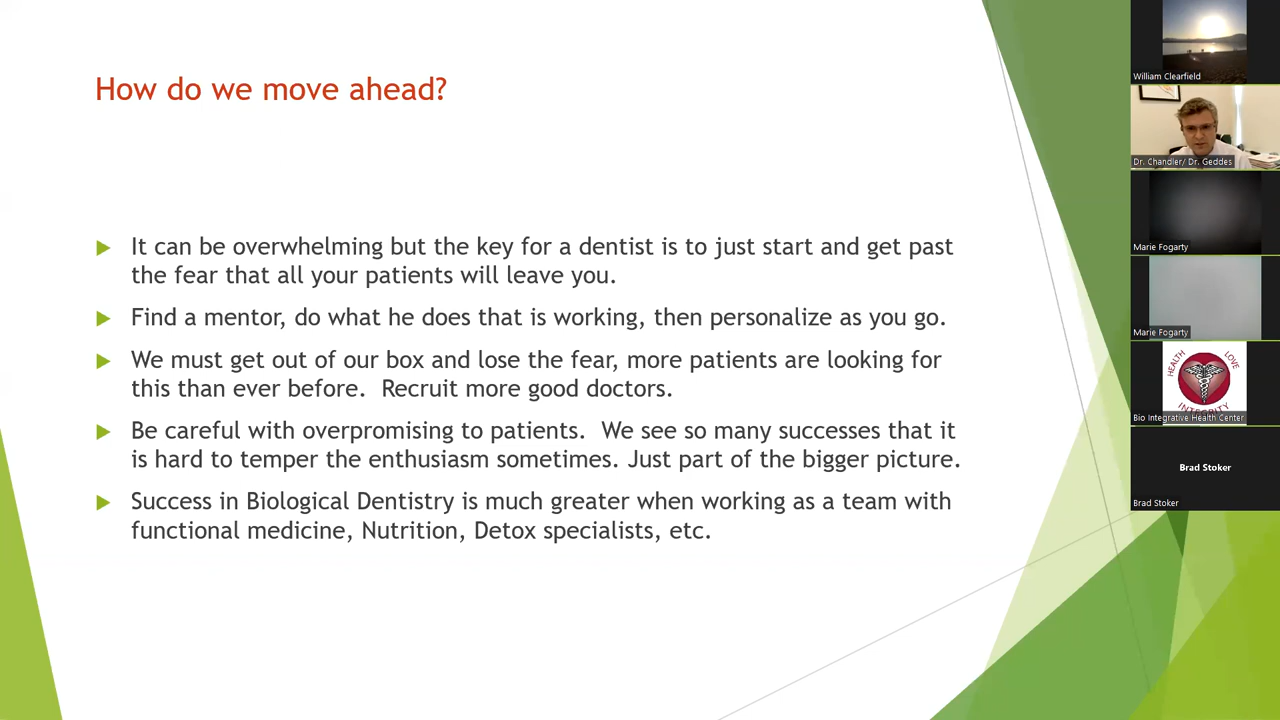 How do we move ahead?
It can be overwhelming but the key for a dentist is to just start and get past
the fear that all your patients will leave you.
Find a mentor, do what he does that is working, then personalize as you go.
We must get out of our box and lose the fear, more patients are looking for
this than ever before.  Recruit more good doctors.
Be careful with overpromising to patients.  We see so many successes that it
is hard to temper the enthusiasm sometimes. Just part of the bigger picture.
Success in Biological Dentistry is much greater when working as a team with
functional medicine, Nutrition, Detox specialists, etc.
William Clearfield
Dr. Chandler/ Dr. Geddes
Marie Fogarty
Marie Fogarty
HEALTH LOVE
INTEGRITY
Bio Integrative Health Center
Brad Stoker
Brad Stoker